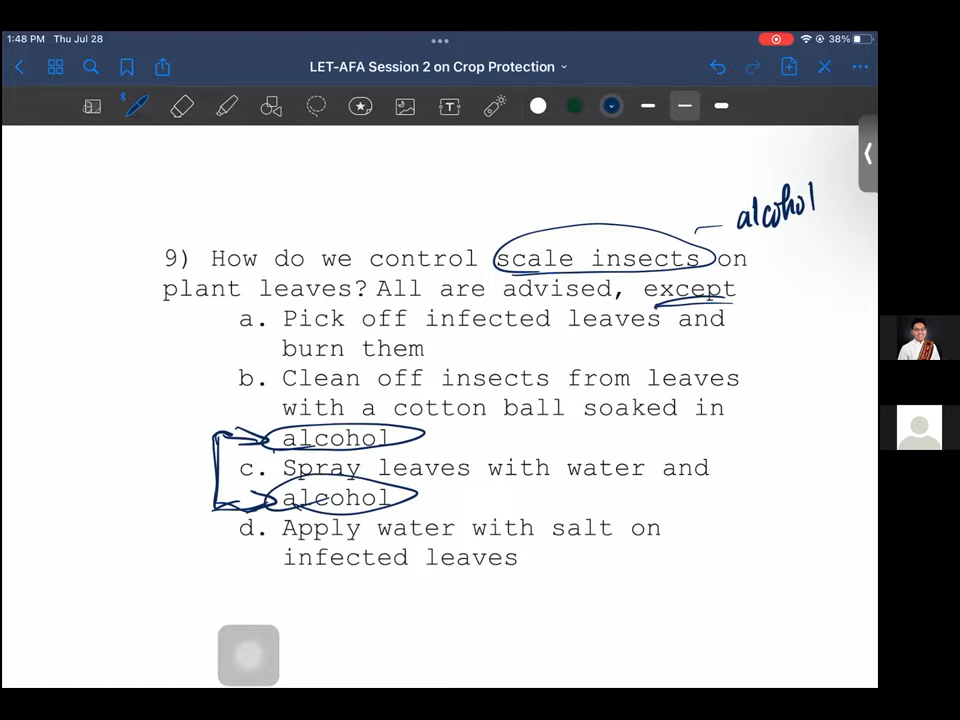 1:48 PM Thu Jul 28
38%
LET-AFA Session 2 on Crop Protection
T
alcohol
9) How do we control scale insects on
plant leaves? All are advised, except
a. Pick off infected leaves and
burn them
b. Clean off insects from leaves
with a cotton ball soaked in
alcohol
c. Spray leaves with water and
alcohol
d. Apply water with salt on
infected leaves